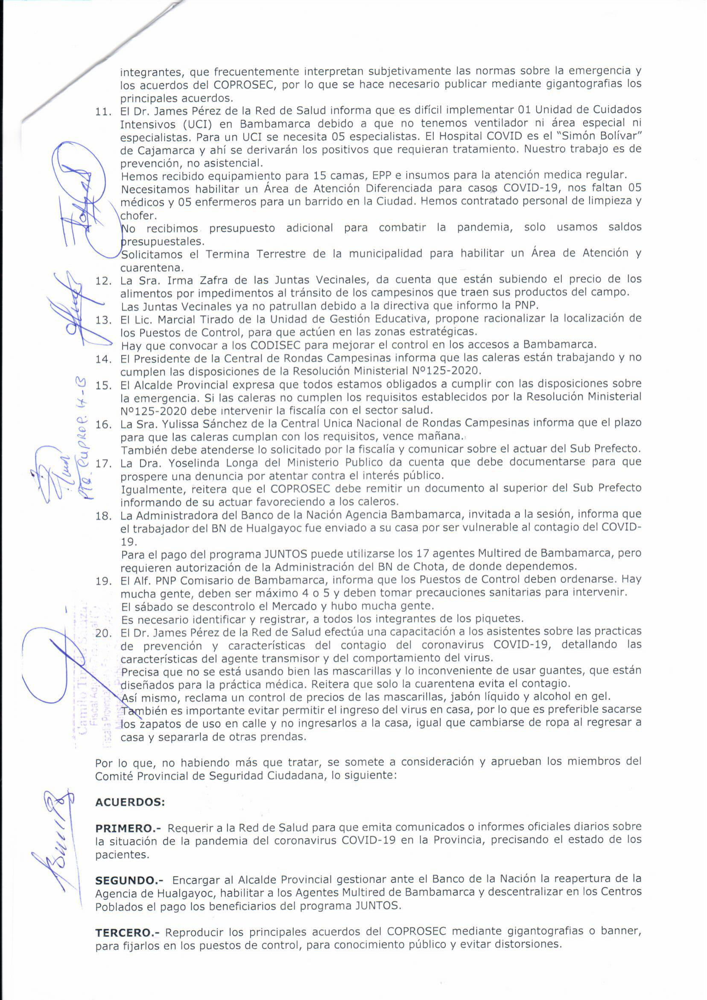 integrantes, que frecuentemente interpretan subjetivamente las normas sobre la emergencia y
los acuerdos del COPROSEC, por lo que se hace necesario publicar mediante gigantografias los
principales acuerdos.
11. El Dr. James Pérez de la Red de Salud informa que es difícil implementar 01 Unidad de Cuidados
Intensivos (UCI) en Bambamarca debido a que no tenemos ventilador ni área especial ni
especialistas. Para un UCI se necesita 05 especialistas. El Hospital COVID es el “Simón Bolívar”
de Cajamarca y ahí se derivarán los positivos que requieran tratamiento. Nuestro trabajo es de
prevención, no asistencial.
Hemos recibido equipamiento para 15 camas, EPP e insumos para la atención medica regular.
Necesitamos habilitar un Área de Atención Diferenciada para casos COVID-19, nos faltan 05
médicos y 05 enfermeros para un barrido en la Ciudad. Hemos contratado personal de limpieza y
chofer.
No recibimos presupuesto adicional para combatir la pandemia, solo usamos saldos
presupuestales.
Solicitamos el Termina Terrestre de la municipalidad para habilitar un Área de Atención y
cuarentena.
12. La Sra. Irma Zafra de las Juntas Vecinales, da cuenta que están subiendo el precio de los
alimentos por impedimentos al tránsito de los campesinos que traen sus productos del campo.
Las Juntas Vecinales ya no patrullan debido a la directiva que informo la PNP.
13. El Lic. Marcial Tirado de la Unidad de Gestión Educativa, propone racionalizar la localización de
los Puestos de Control, para que actúen en las zonas estratégicas.
Hay que convocar a los CODISEC para mejorar el control en los accesos a Bambamarca.
14. El Presidente de la Central de Rondas Campesinas informa que las caleras están trabajando y no
cumplen las disposiciones de la Resolución Ministerial Nº125-2020.
15. El Alcalde Provincial expresa que todos estamos obligados a cumplir con las disposiciones sobre
la emergencia. Si las caleras no cumplen los requisitos establecidos por la Resolución Ministerial
Nº125-2020 debe intervenir la fiscalía con el sector salud.
16. La Sra. Yulissa Sánchez de la Central Unica Nacional de Rondas Campesinas informa que el plazo
para que las caleras cumplan con los requisitos, vence mañana.
También debe atenderse lo solicitado por la fiscalía y comunicar sobre el actuar del Sub Prefecto.
17. La Dra. Yoselinda Longa del Ministerio Publico da cuenta que debe documentarse para que
prospere una denuncia por atentar contra el interés público.
Igualmente, reitera que el COPROSEC debe remitir un documento al superior del Sub Prefecto
informando de su actuar favoreciendo a los caleros.
18. La Administradora del Banco de la Nación Agencia Bambamarca, invitada a la sesión, informa que
el trabajador del BN de Hualgayoc fue enviado a su casa por ser vulnerable al contagio del COVID-
19.
Para el pago del programa JUNTOS puede utilizarse los 17 agentes Multired de Bambamarca, pero
requieren autorización de la Administración del BN de Chota, de donde dependemos.
19. El Alf. PNP Comisario de Bambamarca, informa que los Puestos de Control deben ordenarse. Hay
mucha gente, deben ser máximo 4 o 5 y deben tomar precauciones sanitarias para intervenir.
El sábado se descontrolo el Mercado y hubo mucha gente.
Es necesario identificar y registrar, a todos los integrantes de los piquetes.
20. El Dr. James Pérez de la Red de Salud efectúa una capacitación a los asistentes sobre las practicas
de prevención y características del contagio del coronavirus COVID-19, detallando las
características del agente transmisor y del comportamiento del virus.
Precisa que no se está usando bien las mascarillas y lo inconveniente de usar guantes, que están
diseñados para la práctica médica. Reitera que solo la cuarentena evita el contagio.
Así mismo, reclama un control de precios de las mascarillas, jabón líquido y alcohol en gel.
También es importante evitar permitir el ingreso del virus en casa, por lo que es preferible sacarse
los zapatos de uso en calle y no ingresarlos a la casa, igual que cambiarse de ropa al regresar a
casa y separarla de otras prendas.
Por lo que, no habiendo más que tratar, se somete a consideración y aprueban los miembros del
Comité Provincial de Seguridad Ciudadana, lo siguiente:
ACUERDOS:
PRIMERO.- Requerir a la Red de Salud para que emita comunicados o informes oficiales diarios sobre
la situación de la pandemia del coronavirus COVID-19 en la Provincia, precisando el estado de los
pacientes.
SEGUNDO.- Encargar al Alcalde Provincial gestionar ante el Banco de la Nación la reapertura de la
Agencia de Hualgayoc, habilitar a los Agentes Multired de Bambamarca y descentralizar en los Centros
Poblados el pago los beneficiarios del programa JUNTOS.
TERCERO.- Reproducir los principales acuerdos del COPROSEC mediante gigantografias o banner,
para fijarlos en los puestos de control, para conocimiento público y evitar distorsiones.
Camilo
Fiscal